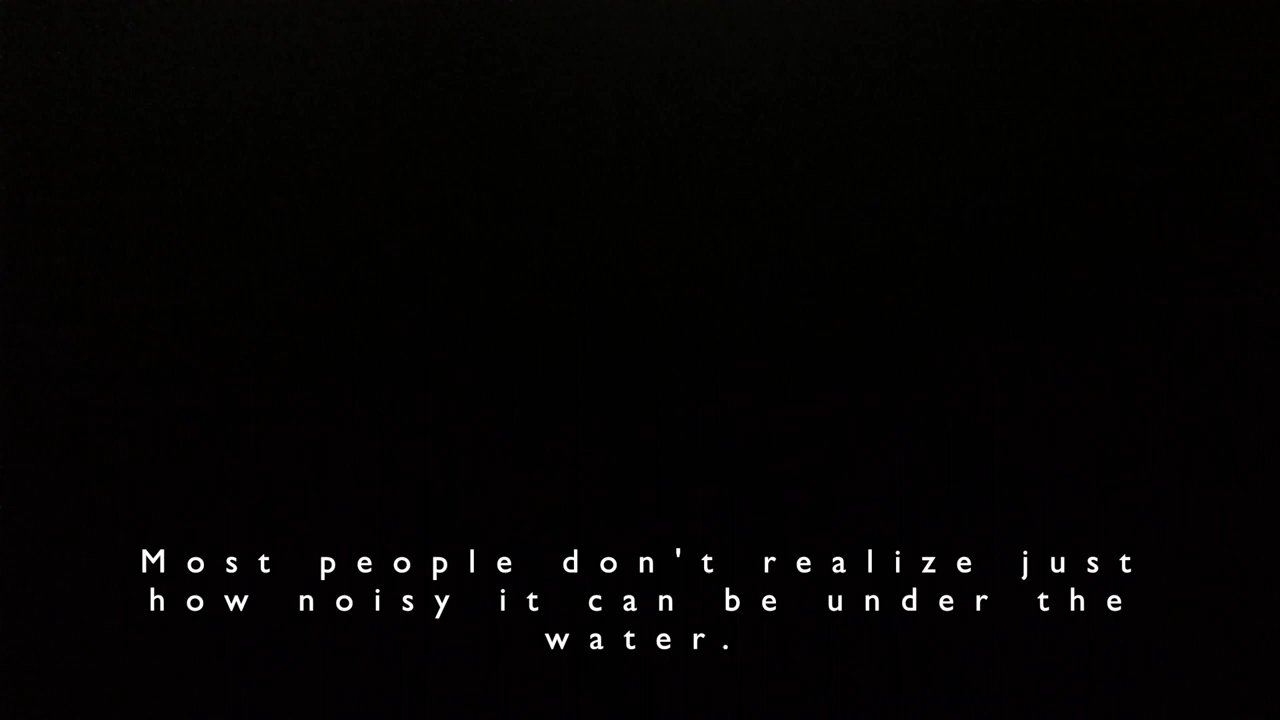 Most people don't realize just
how noisy it can be under the
water.